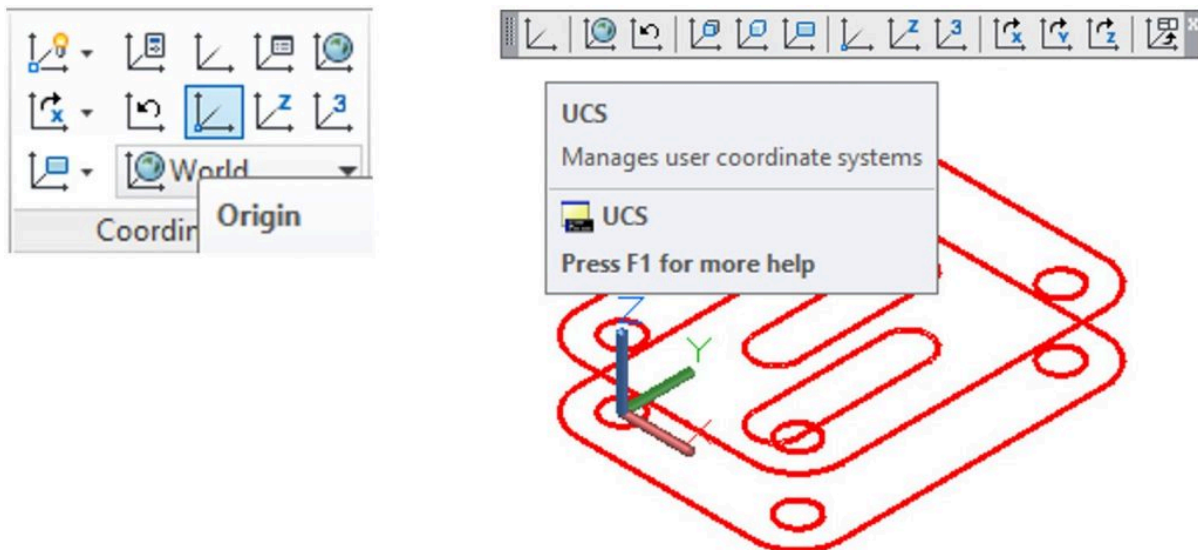 World
Coordin
Origin
UCS
Manages user coordinate systems
UCS
Press F1 for more help
Z
Y
X